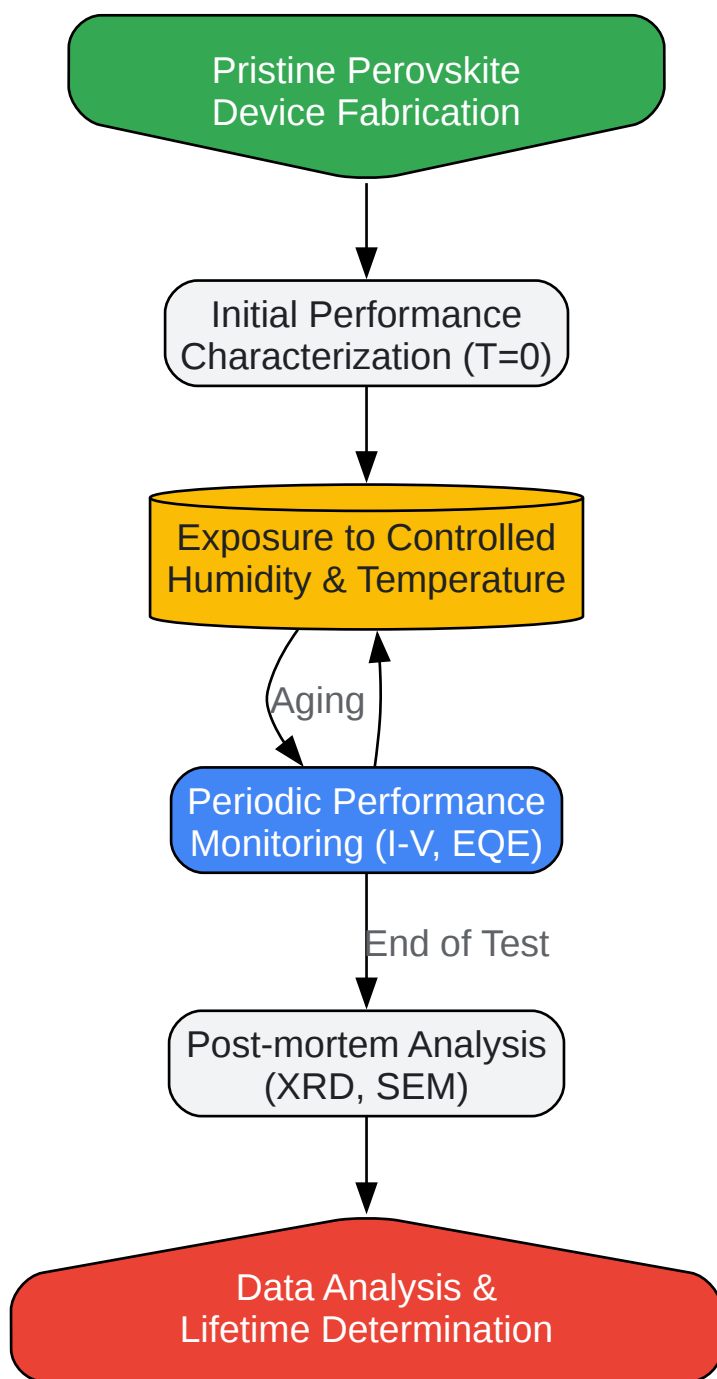 Pristine Perovskite
Device Fabrication
Initial Performance
Characterization (T=0)
Exposure to Controlled
Humidity & Temperature
Aging
Periodic Performance
Monitoring (I-V, EQE)
End of Test
Post-mortem Analysis
(XRD, SEM)
Data Analysis &
Lifetime Determination